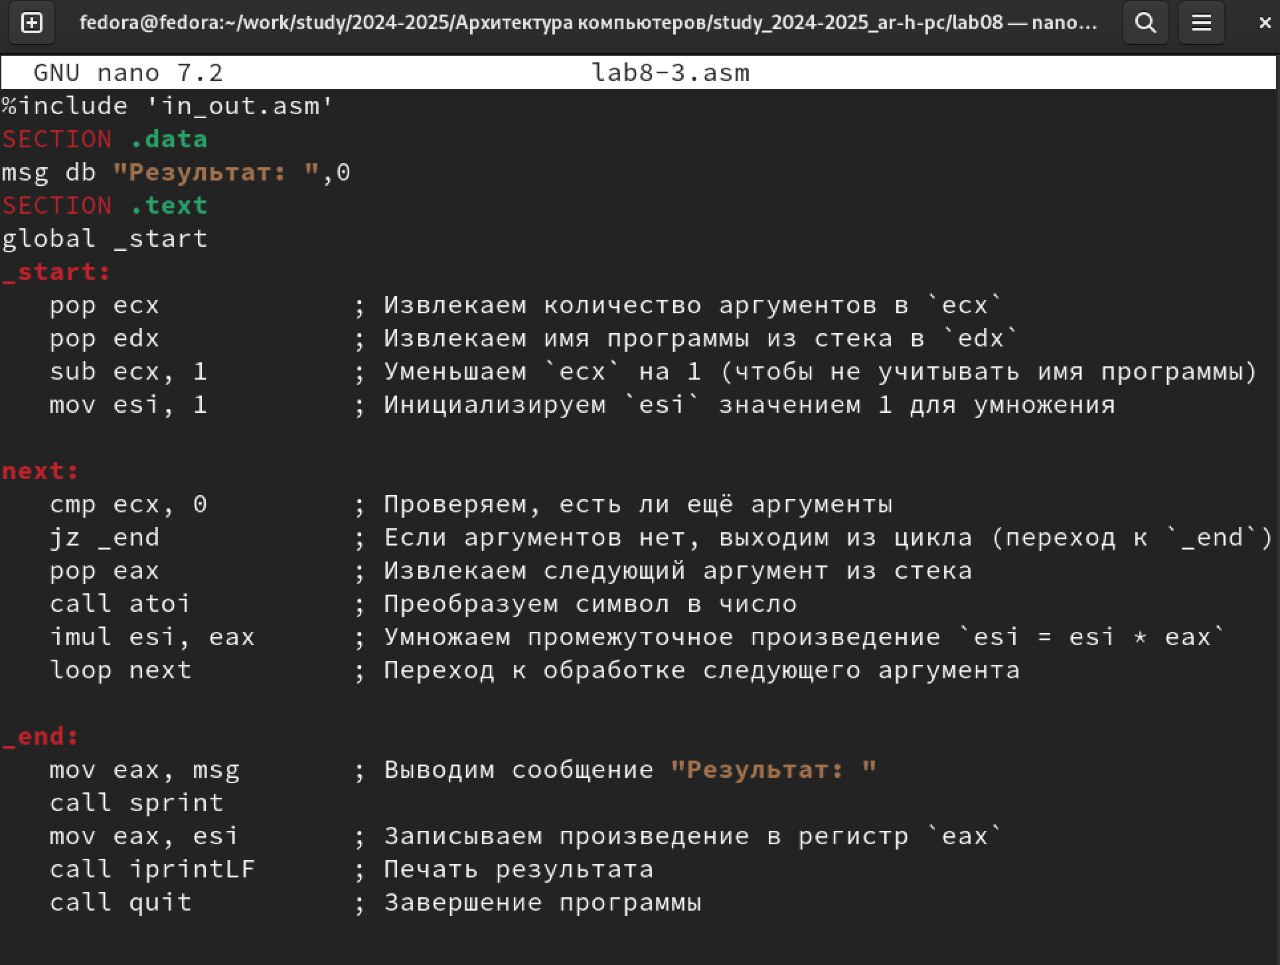 fedora@fedora:~/work/study/2024-2025/Архитектура компьютеров/study_2024-2025_ar-h-pc/lab08 — nano...
GNU nano 7.2 lab8-3.asm
%include 'in_out.asm'
SECTION .data
msg db "Результат: ",0
SECTION .text
global _start
_start:
pop ecx ; Извлекаем количество аргументов в `ecx`
pop edx ; Извлекаем имя программы из стека в `edx`
sub ecx, 1 ; Уменьшаем `ecx` на 1 (чтобы не учитывать имя программы)
mov esi, 1 ; Инициализируем `esi` значением 1 для умножения
next:
cmp ecx, 0 ; Проверяем, есть ли ещё аргументы
jz _end ; Если аргументов нет, выходим из цикла (переход к `_end`)
pop eax ; Извлекаем следующий аргумент из стека
call atoi ; Преобразуем символ в число
imul esi, eax ; Умножаем промежуточное произведение `esi = esi * eax`
loop next ; Переход к обработке следующего аргумента
_end:
mov eax, msg ; Выводим сообщение "Результат: "
call sprint
mov eax, esi ; Записываем произведение в регистр `eax`
call iprintLF ; Печать результата
call quit ; Завершение программы